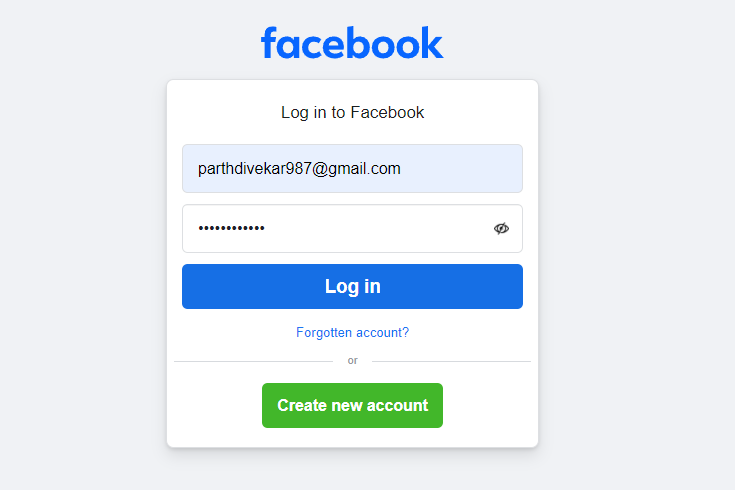 facebook
Log in to Facebook
parthdivekar987@gmail.com
••••••••••••
Log in
Forgotten account?
or
Create new account